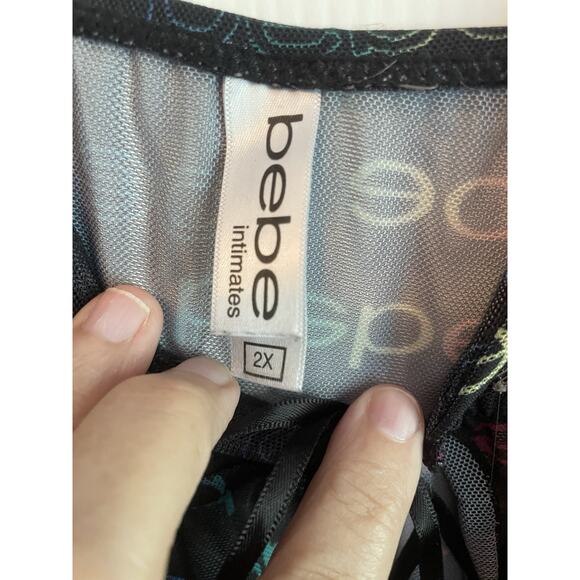 bebe
intimates
2X